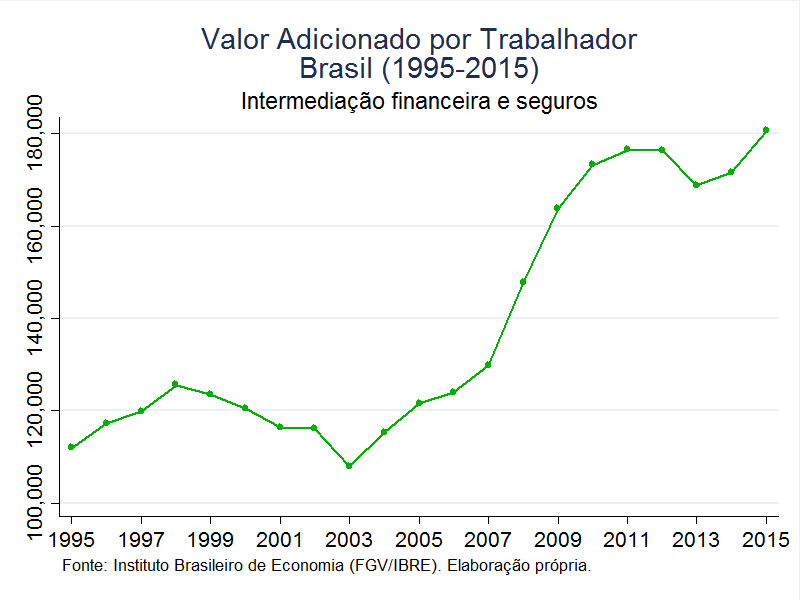 Valor Adicionado por Trabalhador
Brasil (1995-2015)
Intermediação financeira e seguros
180,000
160,000
140,000
120,000
100,000
1995 1997 1999 2001 2003 2005 2007 2009 2011 2013 2015
Fonte: Instituto Brasileiro de Economia (FGV/IBRE). Elaboração própria.